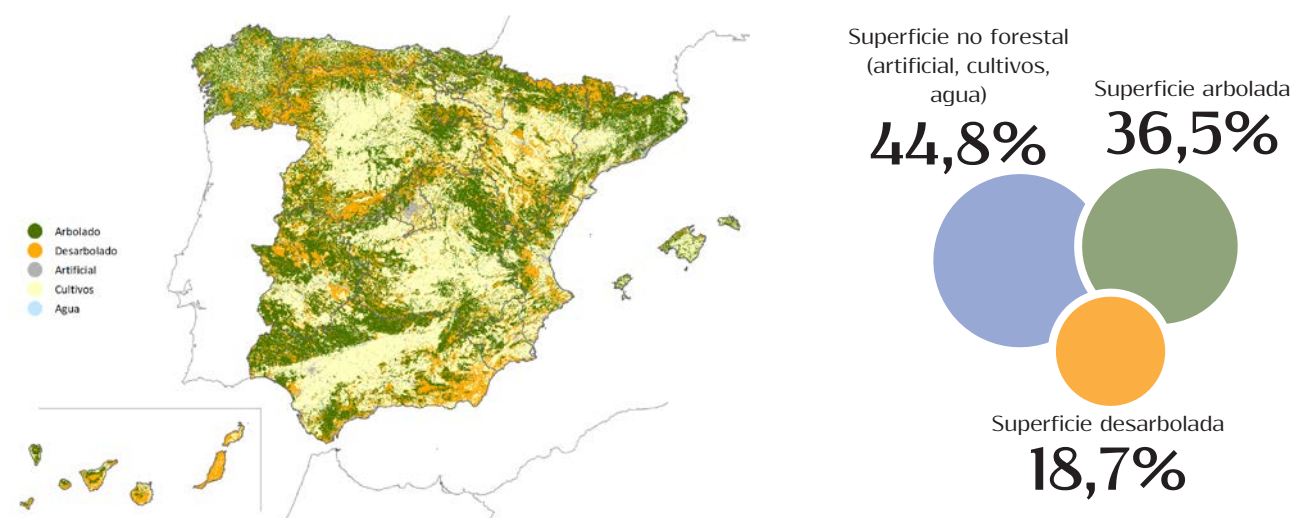 Arbolado
Desarbolado
Artificial
Cultivos
Agua
Superficie no forestal
(artificial, cultivos,
agua)
44,8%
Superficie arbolada
36,5%
Superficie desarbolada
18,7%